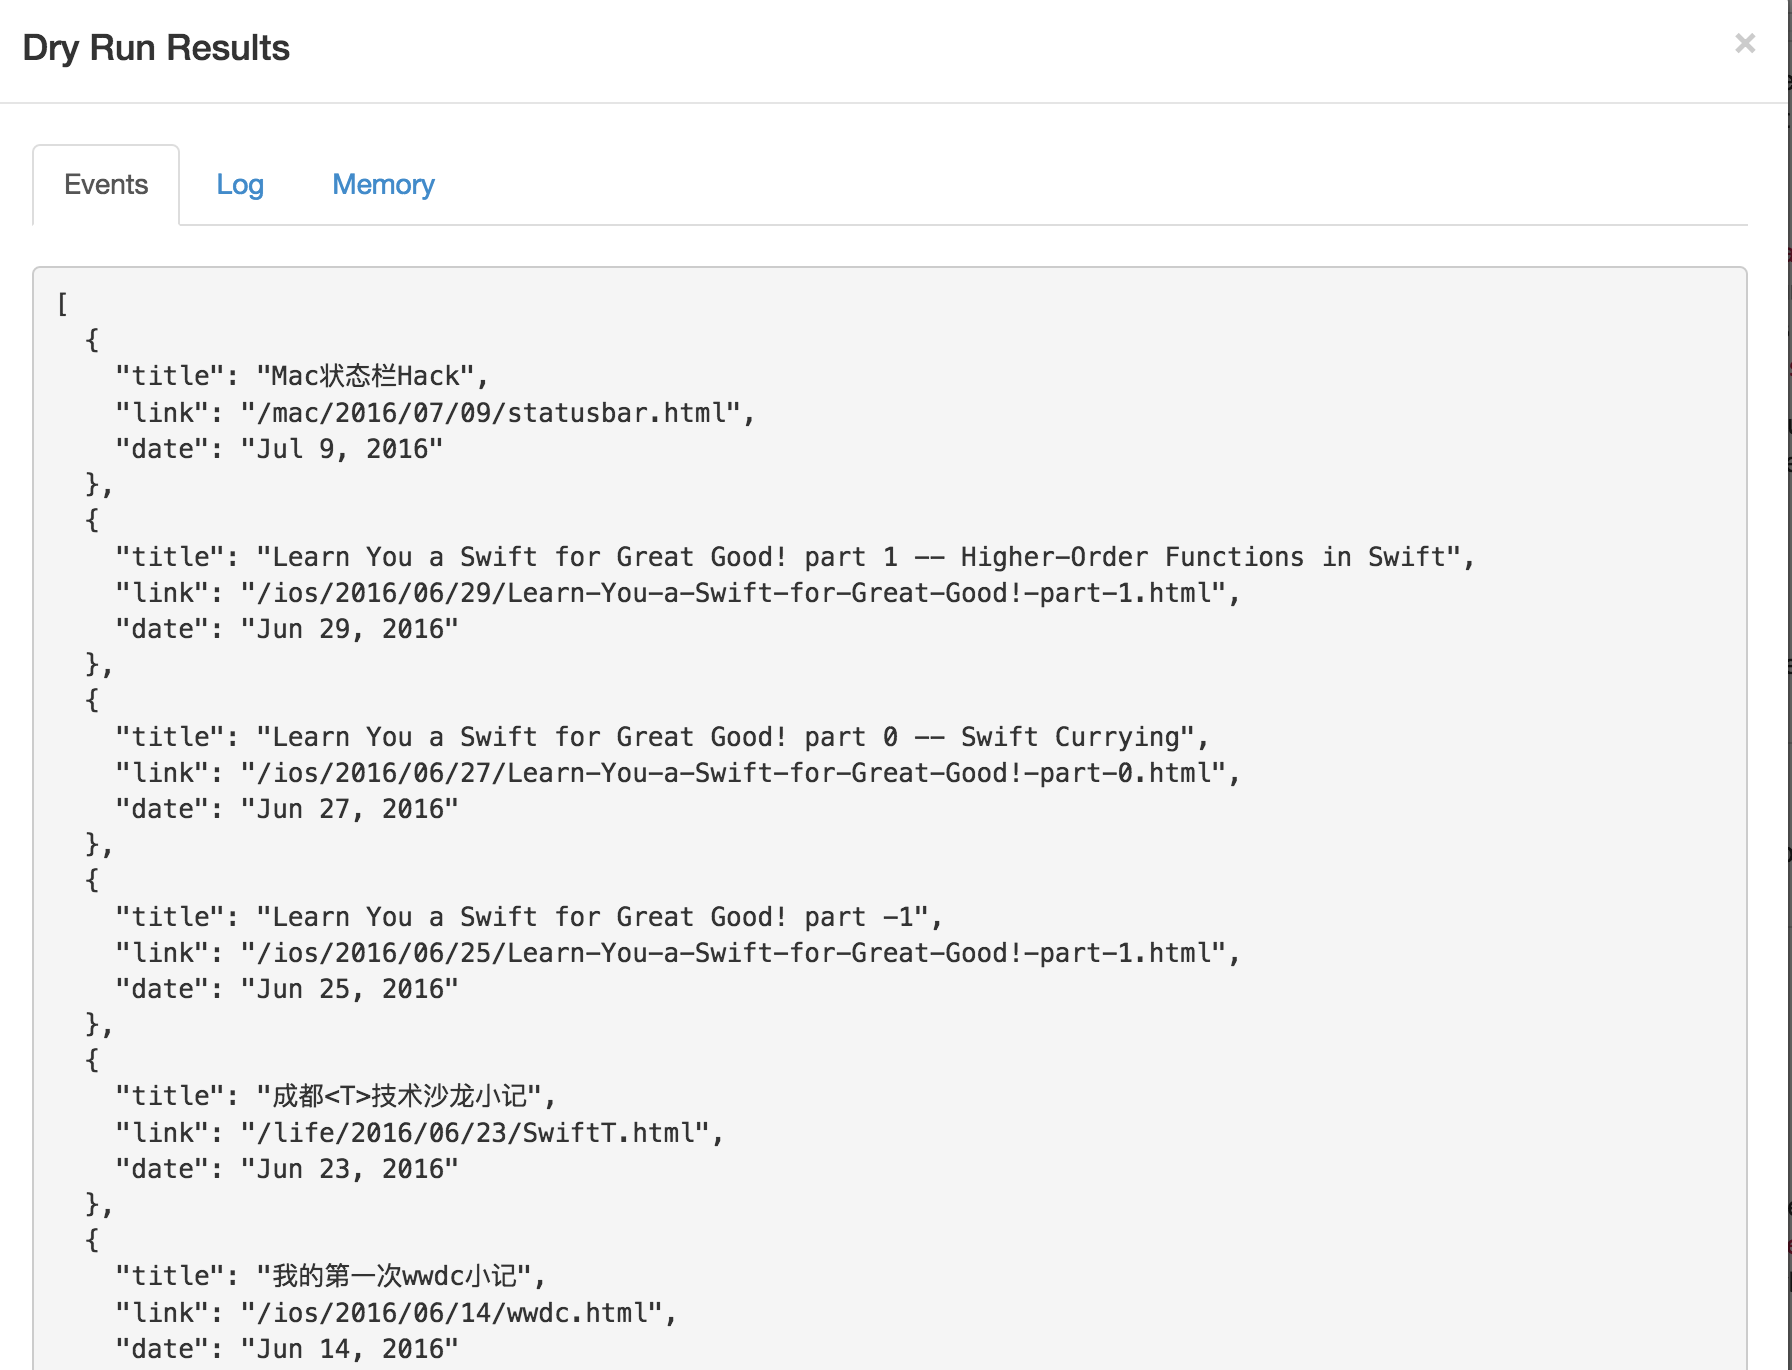 Dry Run Results
×
Events Log Memory
[
{
"title": "Mac状态栏Hack",
"link": "/mac/2016/07/09/statusbar.html",
"date": "Jul 9, 2016"
},
{
"title": "Learn You a Swift for Great Good! part 1 -- Higher-Order Functions in Swift",
"link": "/ios/2016/06/29/Learn-You-a-Swift-for-Great-Good!-part-1.html",
"date": "Jun 29, 2016"
},
{
"title": "Learn You a Swift for Great Good! part 0 -- Swift Currying",
"link": "/ios/2016/06/27/Learn-You-a-Swift-for-Great-Good!-part-0.html",
"date": "Jun 27, 2016"
},
{
"title": "Learn You a Swift for Great Good! part -1",
"link": "/ios/2016/06/25/Learn-You-a-Swift-for-Great-Good!-part-1.html",
"date": "Jun 25, 2016"
},
{
"title": "成都<T>技术沙龙小记",
"link": "/life/2016/06/23/SwiftT.html",
"date": "Jun 23, 2016"
},
{
"title": "我的第一次wwdc小记",
"link": "/ios/2016/06/14/wwdc.html",
"date": "Jun 14, 2016"